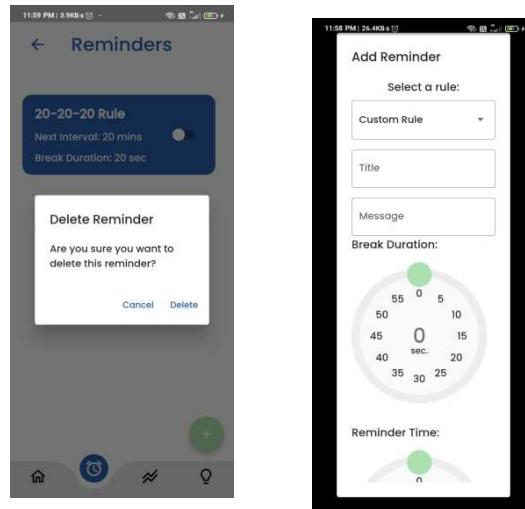 11:59 PM | 3.9KB/s
Reminders
20-20-20 Rule
Next Interval: 20 mins
Break Duration: 20 sec
Delete Reminder
Are you sure you want to
delete this reminder?
Cancel Delete
+
11:58 PM | 26.4KB/s
Add Reminder
Select a rule:
Custom Rule
Title
Message
Break Duration:
0
55 5
50 10
45 0 15
sec.
40 20
35 25
30
Reminder Time:
0